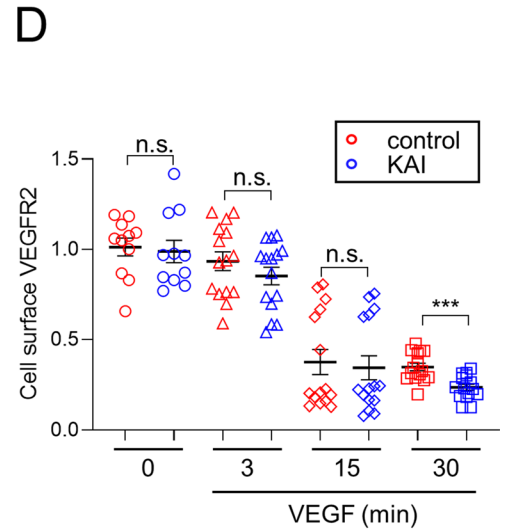 D
control
KAI
n.s.
n.s.
n.s.
***
Cell surface VEGFR2
1.5
1.0
0.5
0.0
0 3 15 30
VEGF (min)